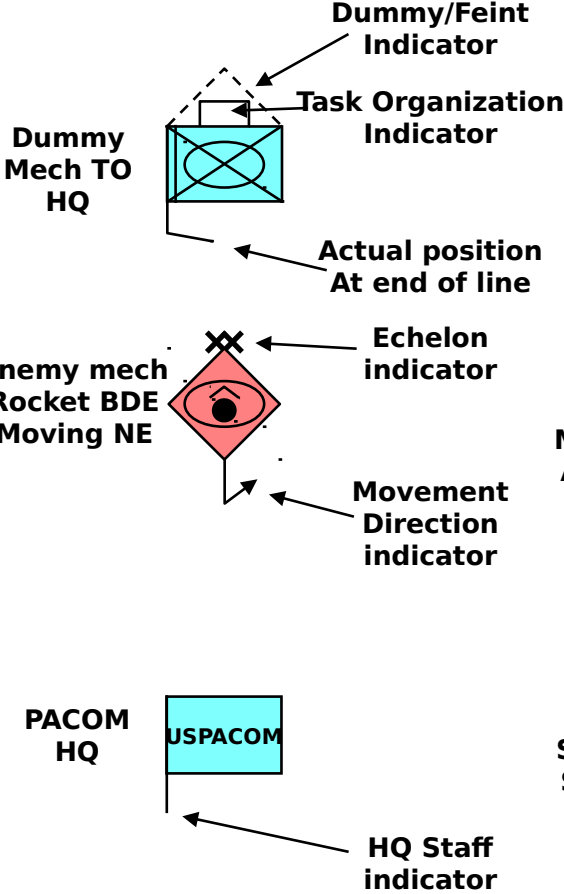 Dummy/Feint
Indicator
Task Organization
Indicator
Dummy
Mech TO
HQ
Actual position
At end of line
Echelon
indicator
nemy mech
Rocket BDE
Moving NE
Movement
Direction
indicator
PACOM
HQ
USPACOM
HQ Staff
indicator